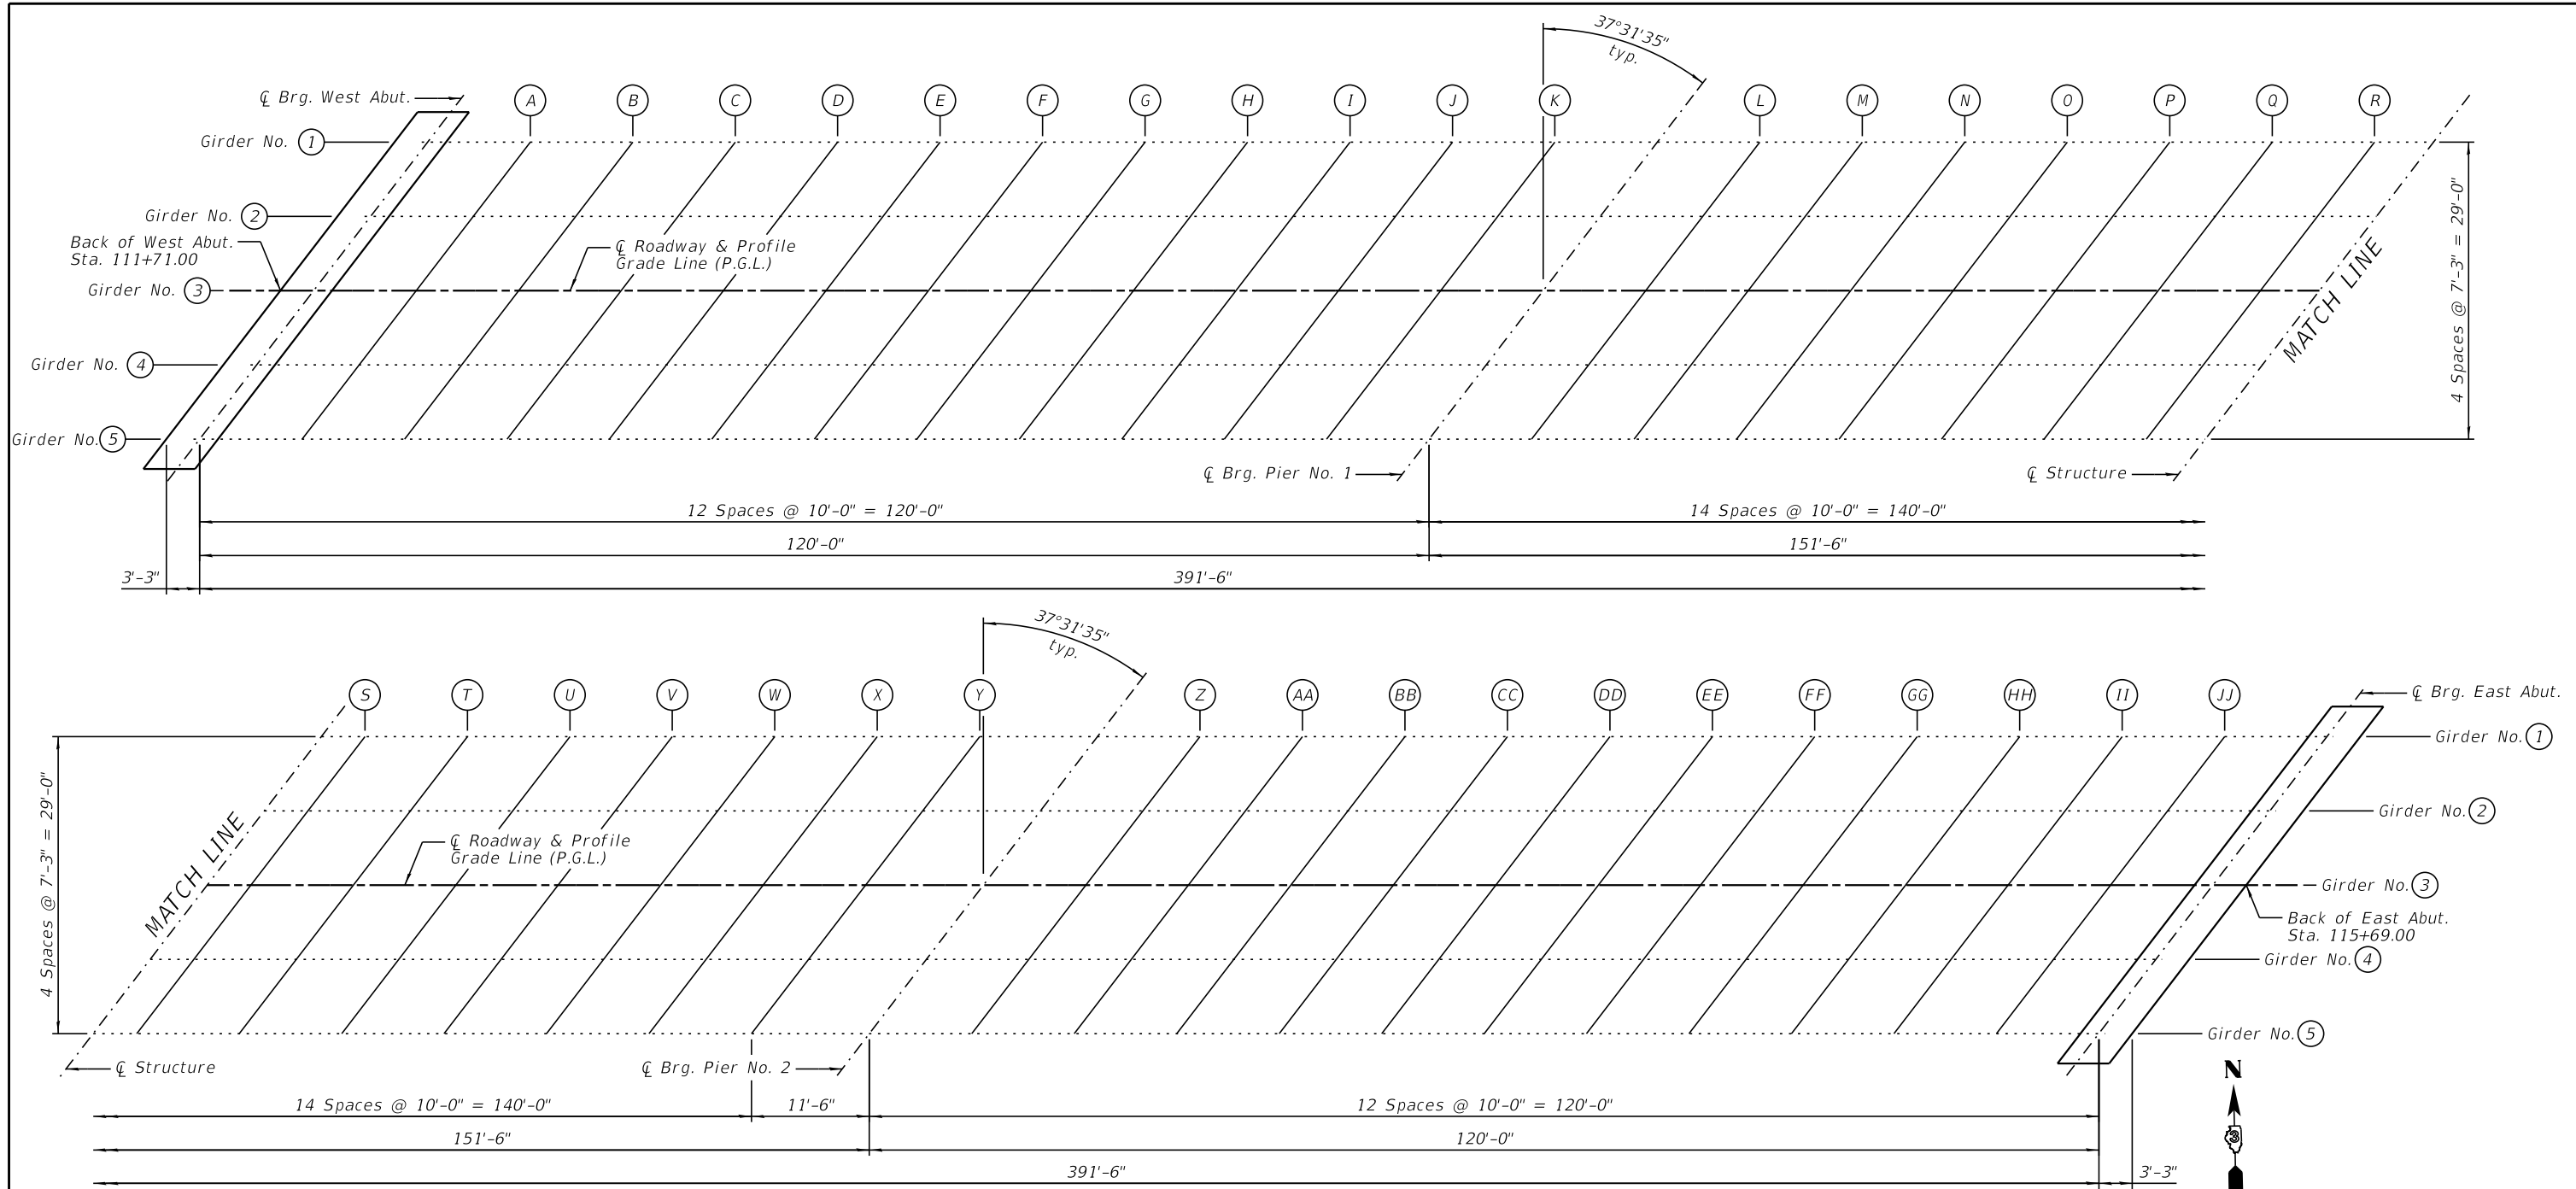 37°31'35"
typ.
℄ Brg. West Abut.
A B C D E F G H I J K L M N O P Q R
Girder No. 1
Girder No. 2
Back of West Abut.
Sta. 111+71.00
℄ Roadway & Profile
Grade Line (P.G.L.)
Girder No. 3
Girder No. 4
Girder No. 5
MATCH LINE
4 Spaces @ 7'-3" = 29'-0"
℄ Brg. Pier No. 1
℄ Structure
12 Spaces @ 10'-0" = 120'-0"
14 Spaces @ 10'-0" = 140'-0"
120'-0"
151'-6"
3'-3"
391'-6"
37°31'35"
typ.
S T U V W X Y Z AA BB CC DD EE FF GG HH II JJ
℄ Brg. East Abut.
Girder No. 1
Girder No. 2
4 Spaces @ 7'-3" = 29'-0"
MATCH LINE
℄ Roadway & Profile
Grade Line (P.G.L.)
Girder No. 3
Back of East Abut.
Sta. 115+69.00
Girder No. 4
Girder No. 5
℄ Structure
℄ Brg. Pier No. 2
N
3
14 Spaces @ 10'-0" = 140'-0"
11'-6"
12 Spaces @ 10'-0" = 120'-0"
151'-6"
120'-0"
391'-6"
3'-3"